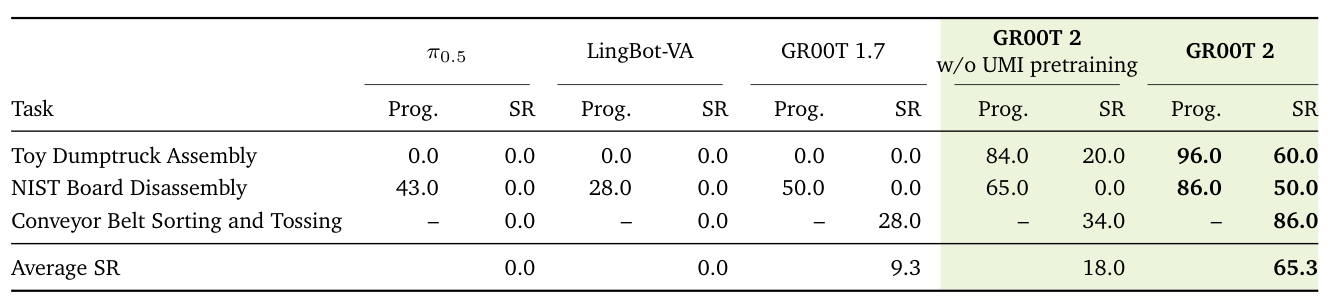 π0.5 LingBot-VA GR00T 1.7 GR00T 2 w/o UMI pretraining GR00T 2
Task Prog. SR Prog. SR Prog. SR Prog. SR Prog. SR
Toy Dumptruck Assembly 0.0 0.0 0.0 0.0 0.0 0.0 84.0 20.0 96.0 60.0
NIST Board Disassembly 43.0 0.0 28.0 0.0 50.0 0.0 65.0 0.0 86.0 50.0
Conveyor Belt Sorting and Tossing – 0.0 – 0.0 – 28.0 – 34.0 – 86.0
Average SR 0.0 0.0 9.3 18.0 65.3